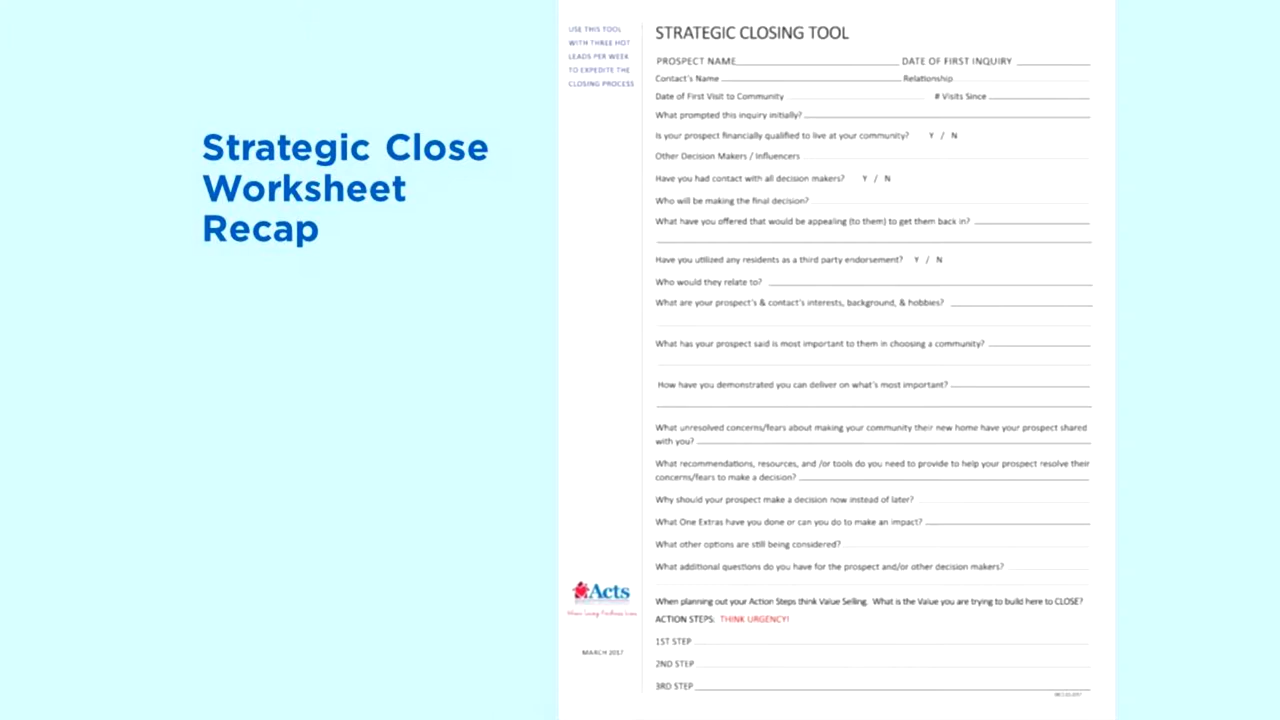 Strategic Close
Worksheet
Recap
USE THIS TOOL
WITH THREE HOT
LEADS PER WEEK
TO EXPEDITE THE
CLOSING PROCESS
STRATEGIC CLOSING TOOL
PROSPECT NAME DATE OF FIRST INQUIRY
Contact's Name Relationship
Date of First Visit to Community # Visits Since
What prompted this inquiry initially?
Is your prospect financially qualified to live at your community? Y / N
Other Decision Makers / Influencers
Have you had contact with all decision makers? Y / N
Who will be making the final decision?
What have you offered that would be appealing (to them) to get them back in?
Have you utilized any residents as a third party endorsement? Y / N
Who would they relate to?
What are your prospect's & contact's interests, background, & hobbies?
What has your prospect said is most important to them in choosing a community?
How have you demonstrated you can deliver on what's most important?
What unresolved concerns/fears about making your community their new home have your prospect shared
with you?
What recommendations, resources, and /or tools do you need to provide to help your prospect resolve their
concerns/fears to make a decision?
Why should your prospect make a decision now instead of later?
What One Extras have you done or can you do to make an impact?
What other options are still being considered?
What additional questions do you have for the prospect and/or other decision makers?
When planning out your Action Steps think Value Selling. What is the Value you are trying to build here to CLOSE?
ACTION STEPS: THINK URGENCY!
1ST STEP
2ND STEP
3RD STEP
Acts
MARCH 2017